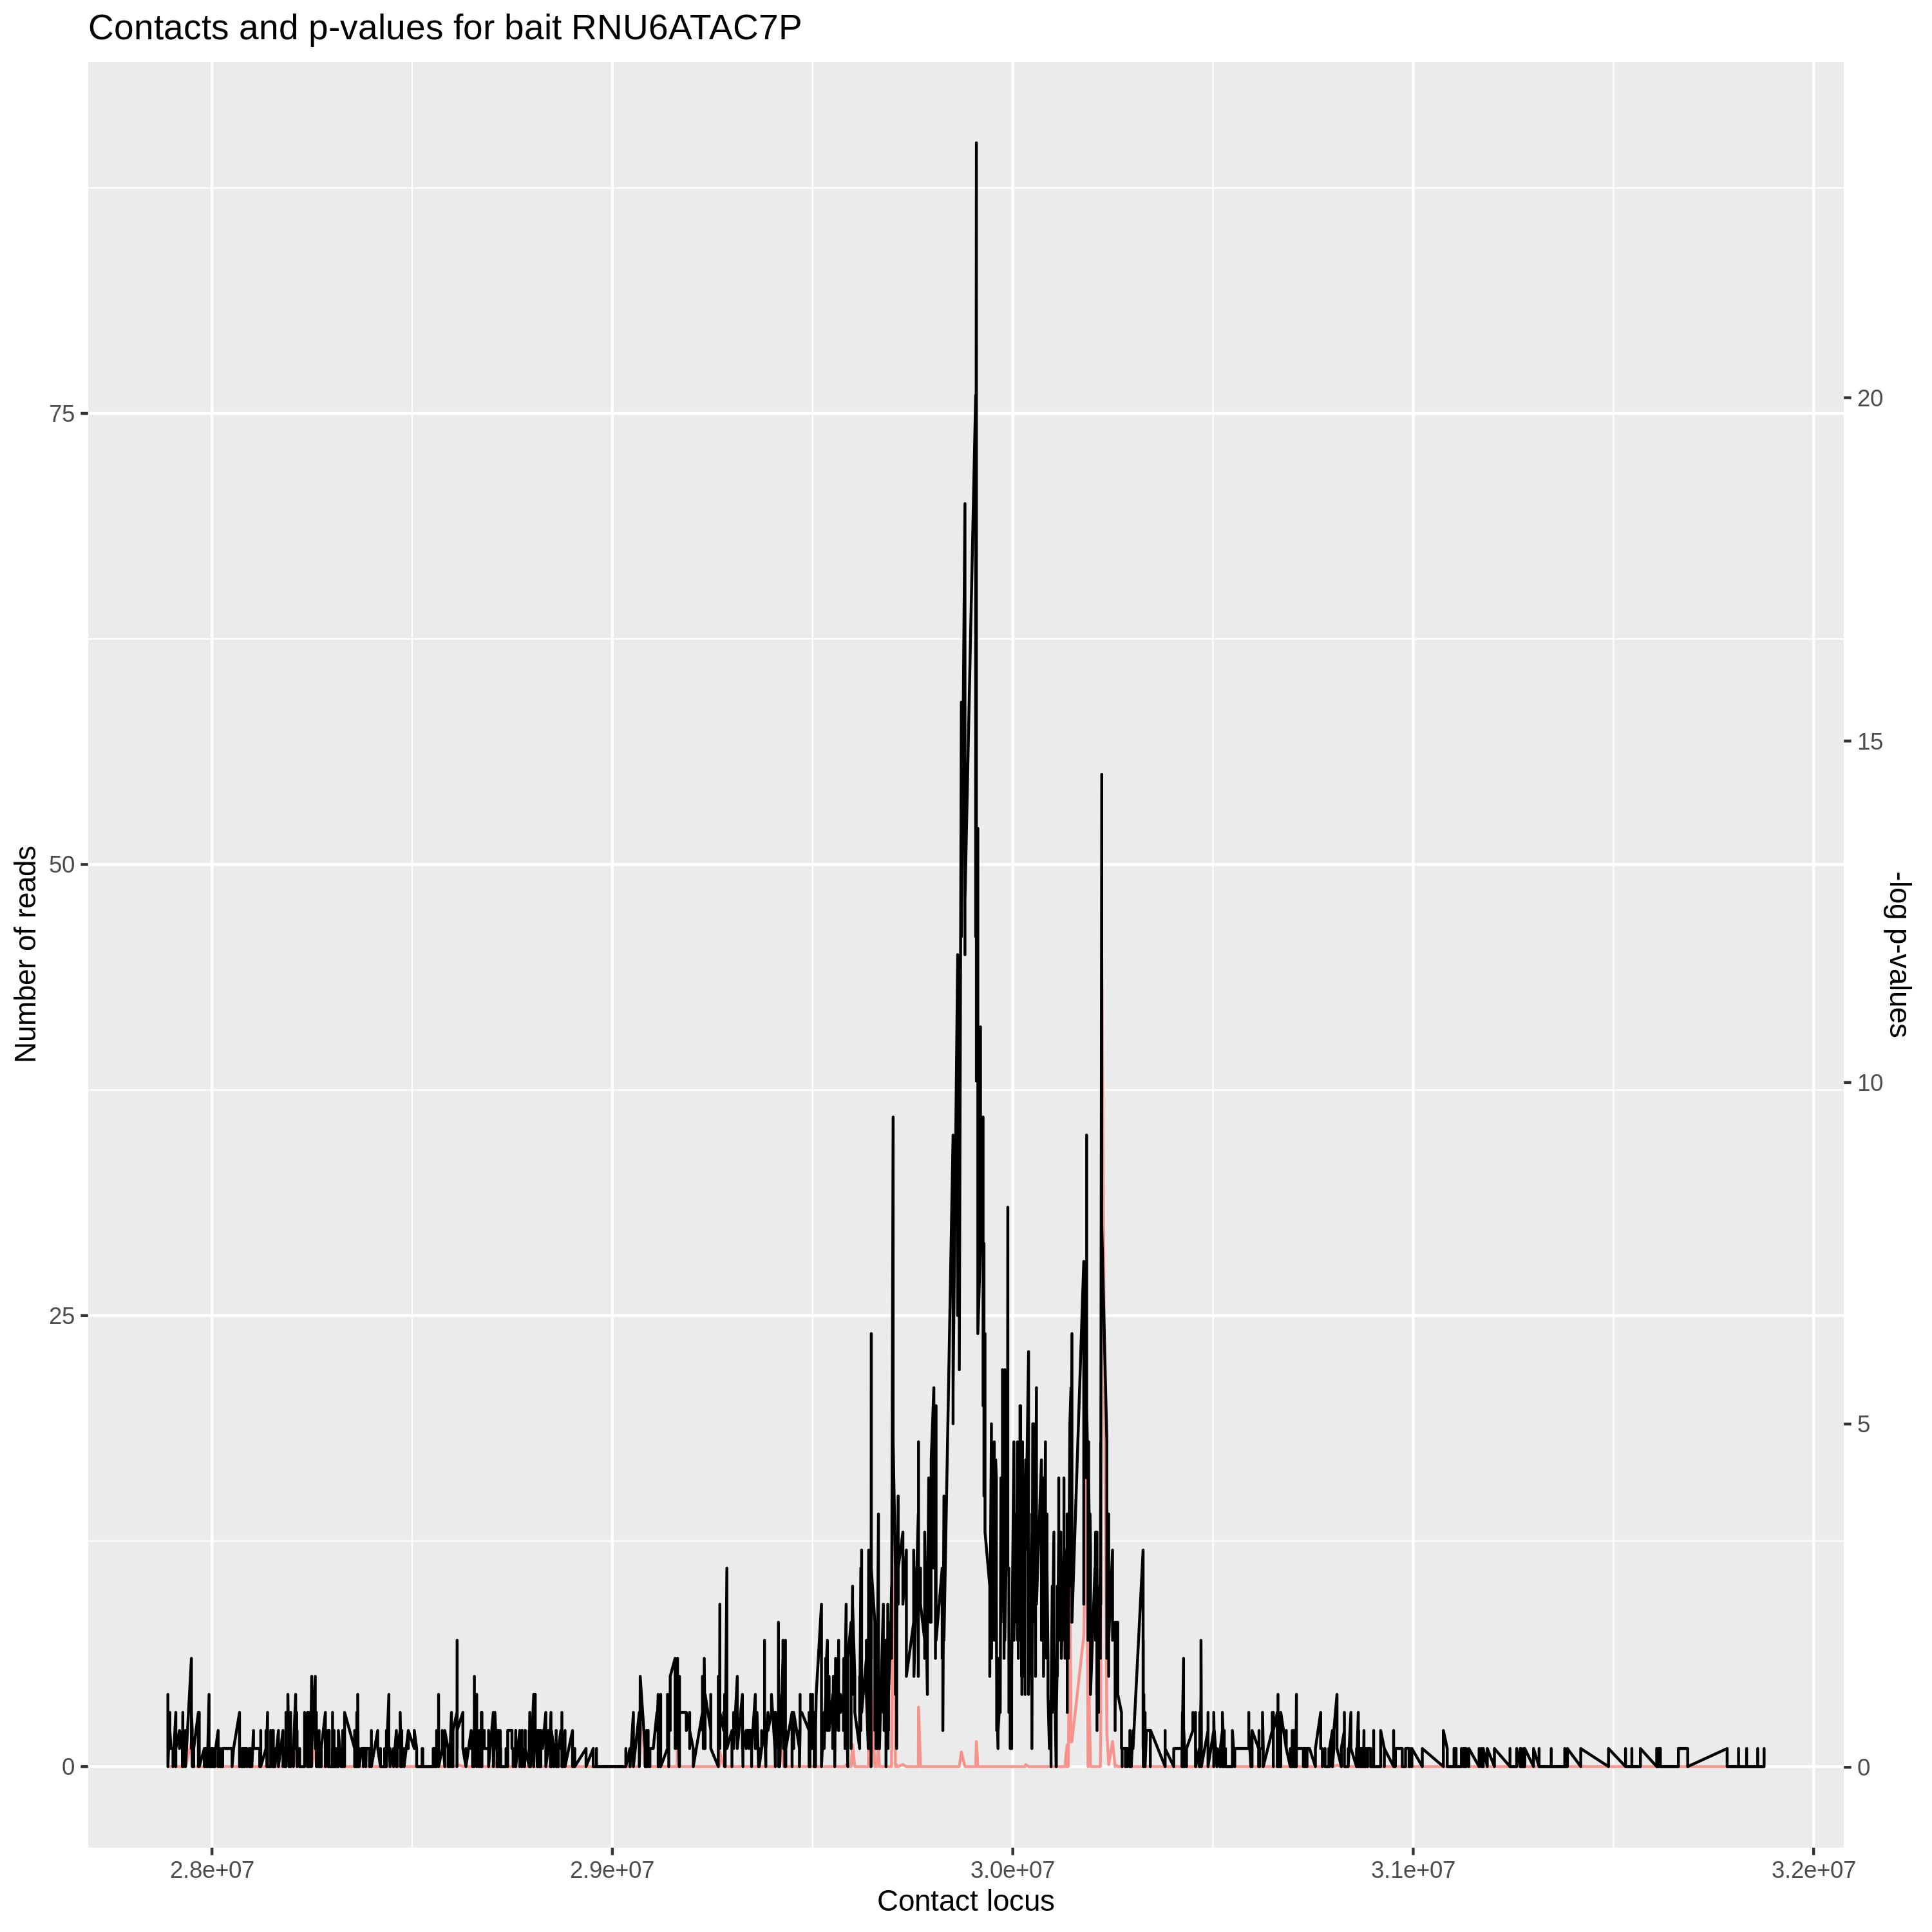 Contacts and p-values for bait RNU6ATAC7P
75
50
25
0
20
15
10
5
0
Number of reads
-log p-values
2.8e+07 2.9e+07 3.0e+07 3.1e+07 3.2e+07
Contact locus